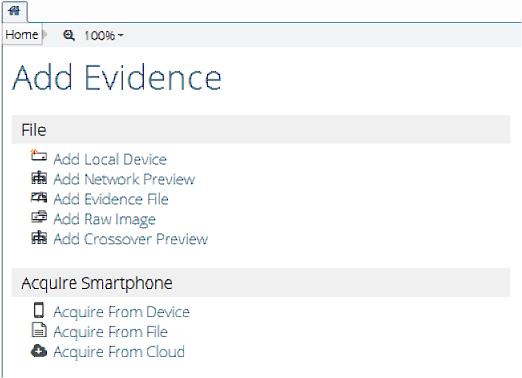 Home 100%
Add Evidence
File
Add Local Device
Add Network Preview
Add Evidence File
Add Raw Image
Add Crossover Preview
Acquire Smartphone
Acquire From Device
Acquire From File
Acquire From Cloud